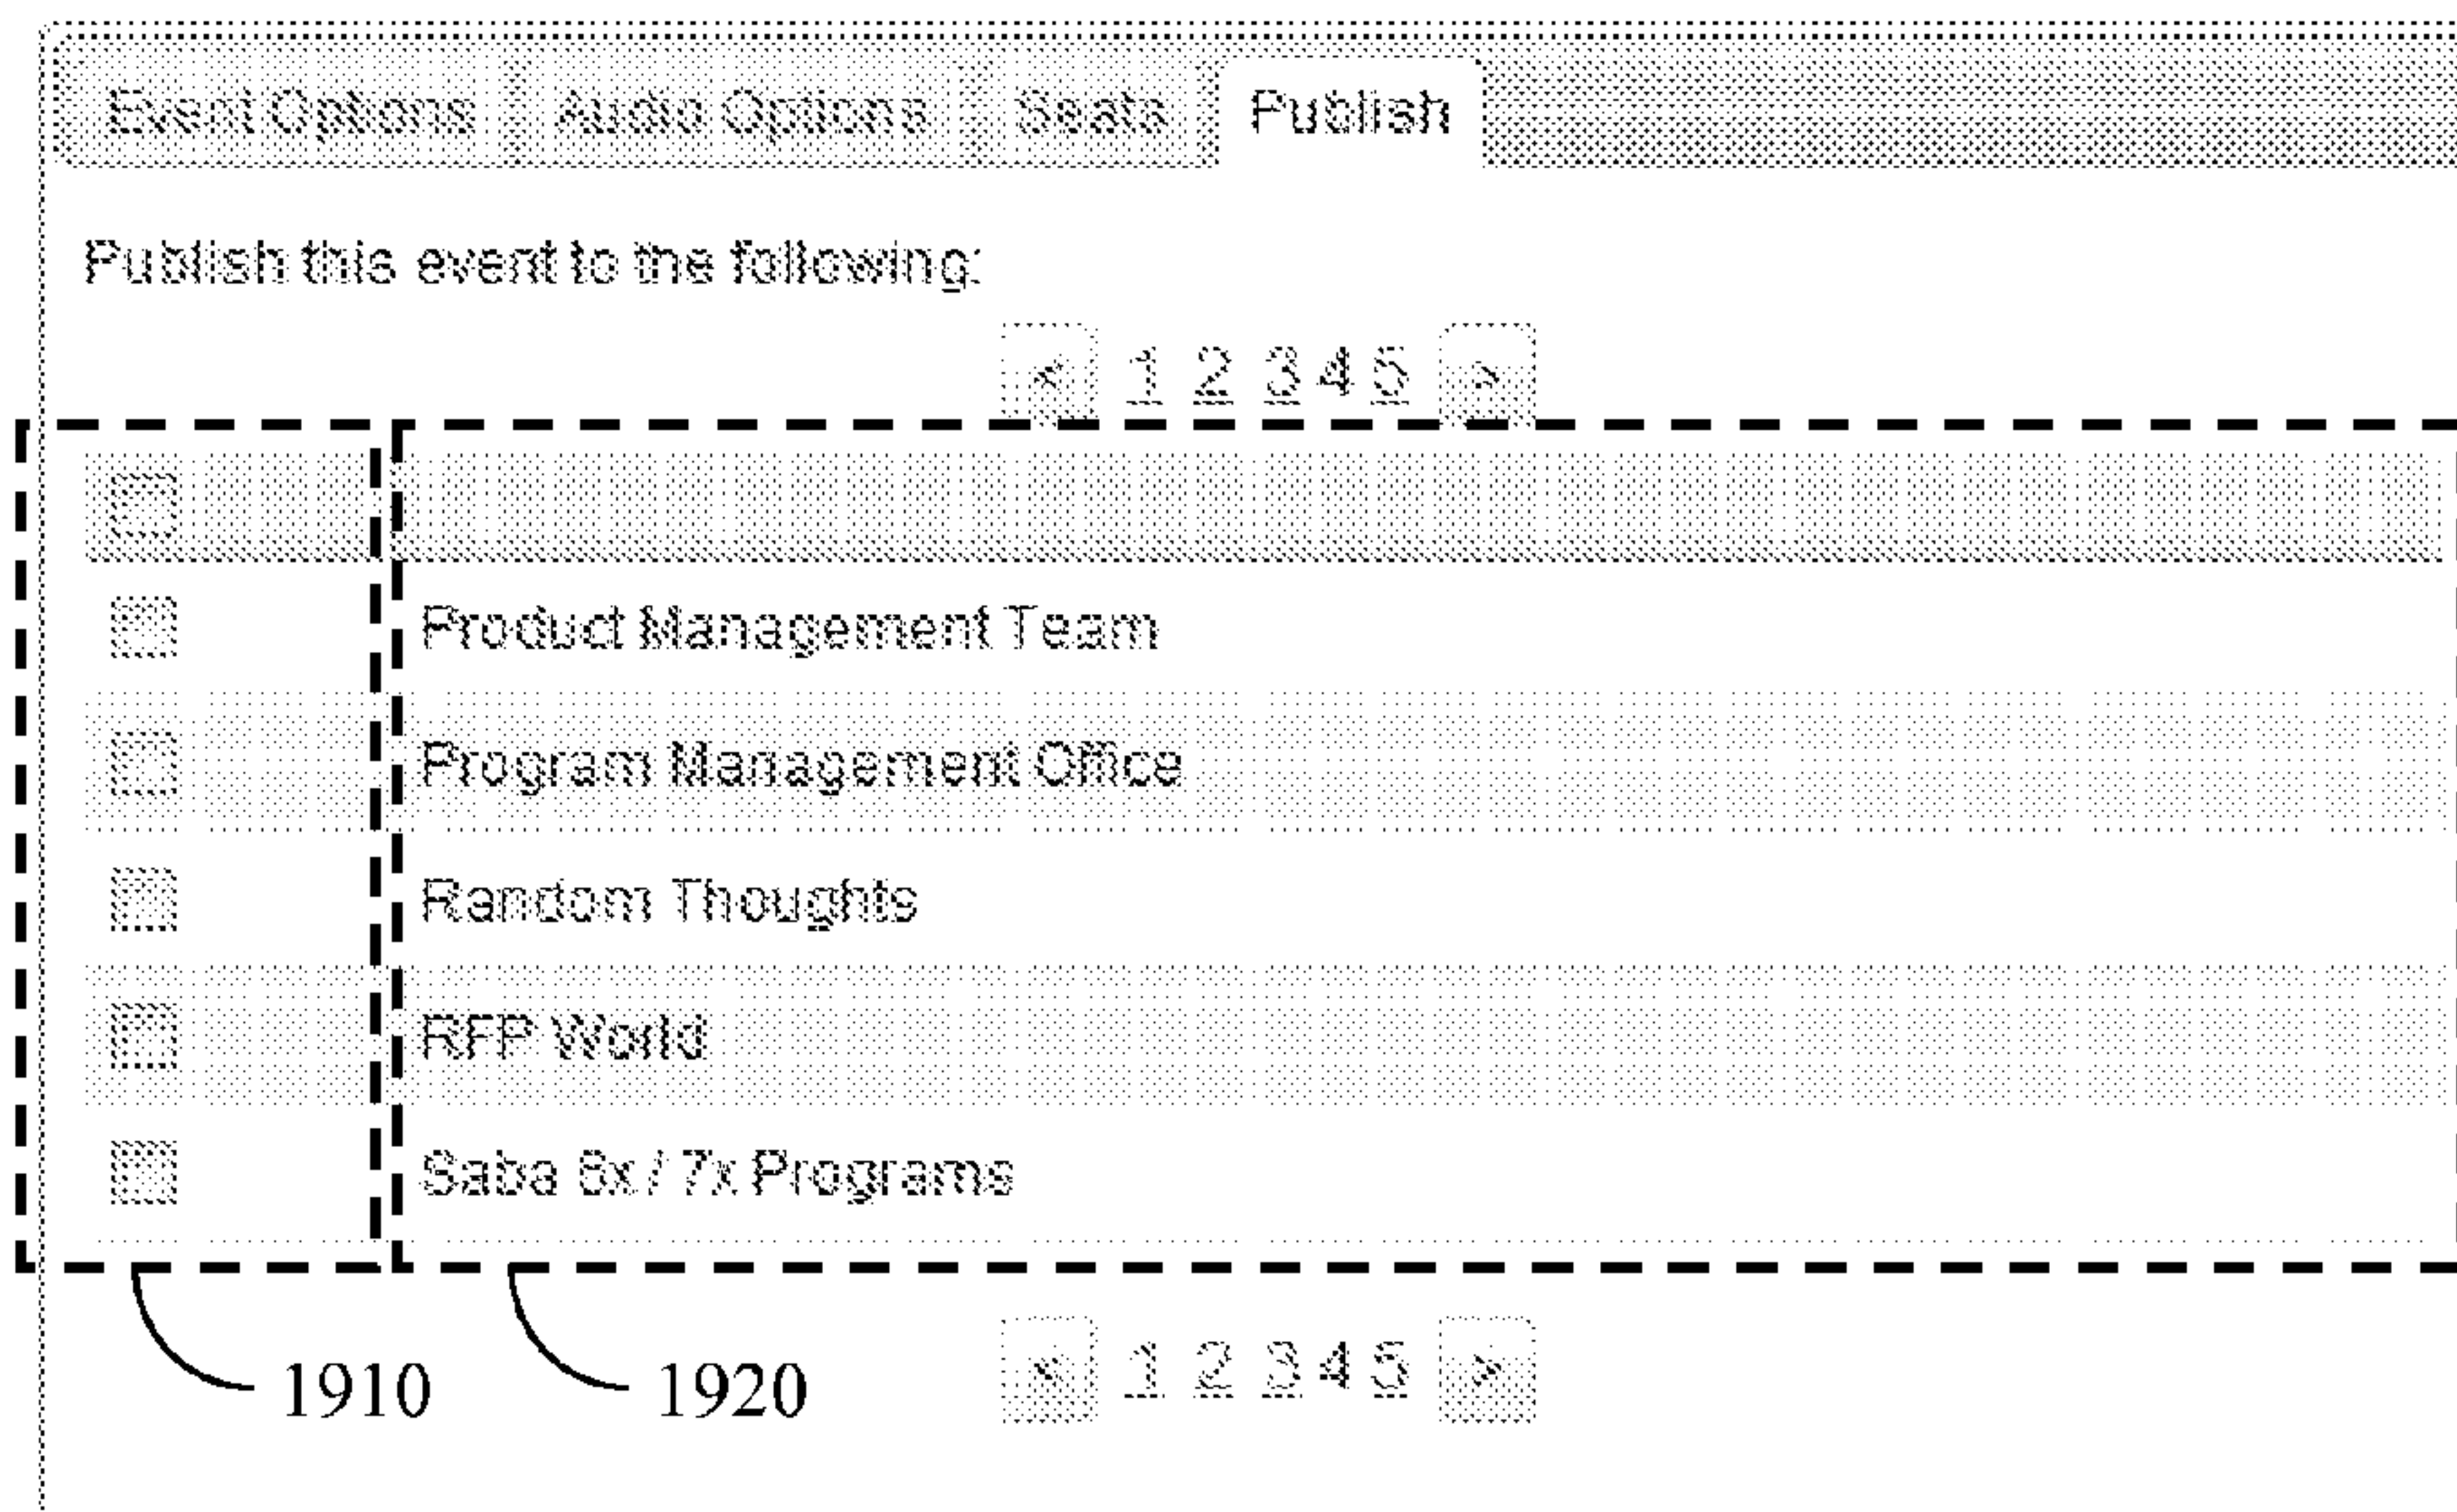 Event Options Audio Options Seats Publish
Publish this event to the following:
< 1 2 3 4 5 >
Product Management Team
Program Management Office
Random Thoughts
RFP World
Saba 6x / 7x Programs
1910 1920 < 1 2 3 4 5 >